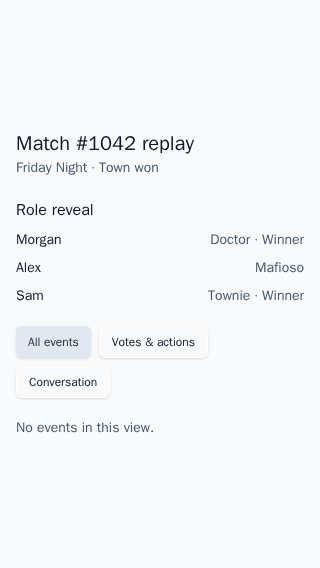 Match #1042 replay
Friday Night · Town won
Role reveal
Morgan Doctor · Winner
Alex Mafioso
Sam Townie · Winner
All events Votes & actions
Conversation
No events in this view.